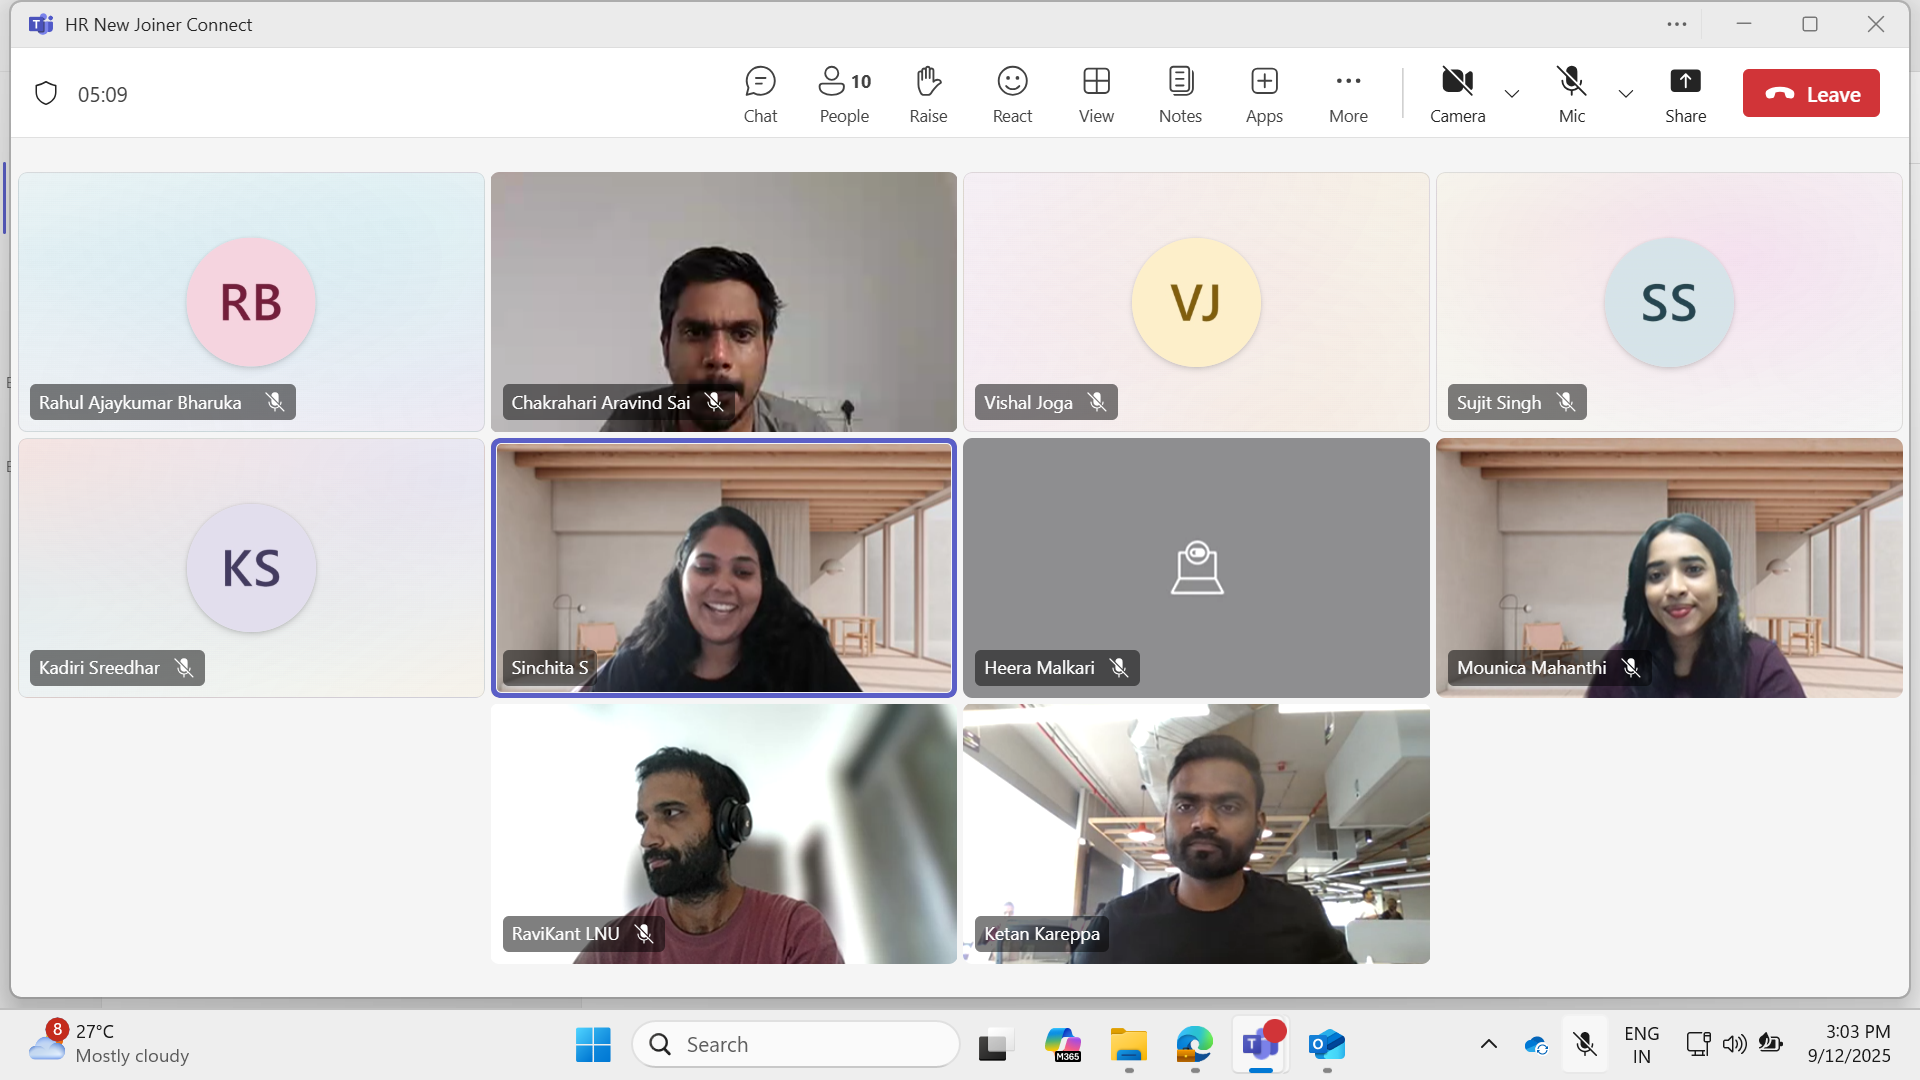 HR New Joiner Connect
05:09
Chat
People 10
Raise
React
View
Notes
Apps
More
Camera
Mic
Share
Leave
RB
Rahul Ajaykumar Bharuka
Chakrahari Aravind Sai
VJ
Vishal Joga
SS
Sujit Singh
KS
Kadiri Sreedhar
Sinchita S
Heera Malkari
Mounica Mahanthi
RaviKant LNU
Ketan Kareppa
8
27°C
Mostly cloudy
Search
M365
ENG
IN
3:03 PM
9/12/2025